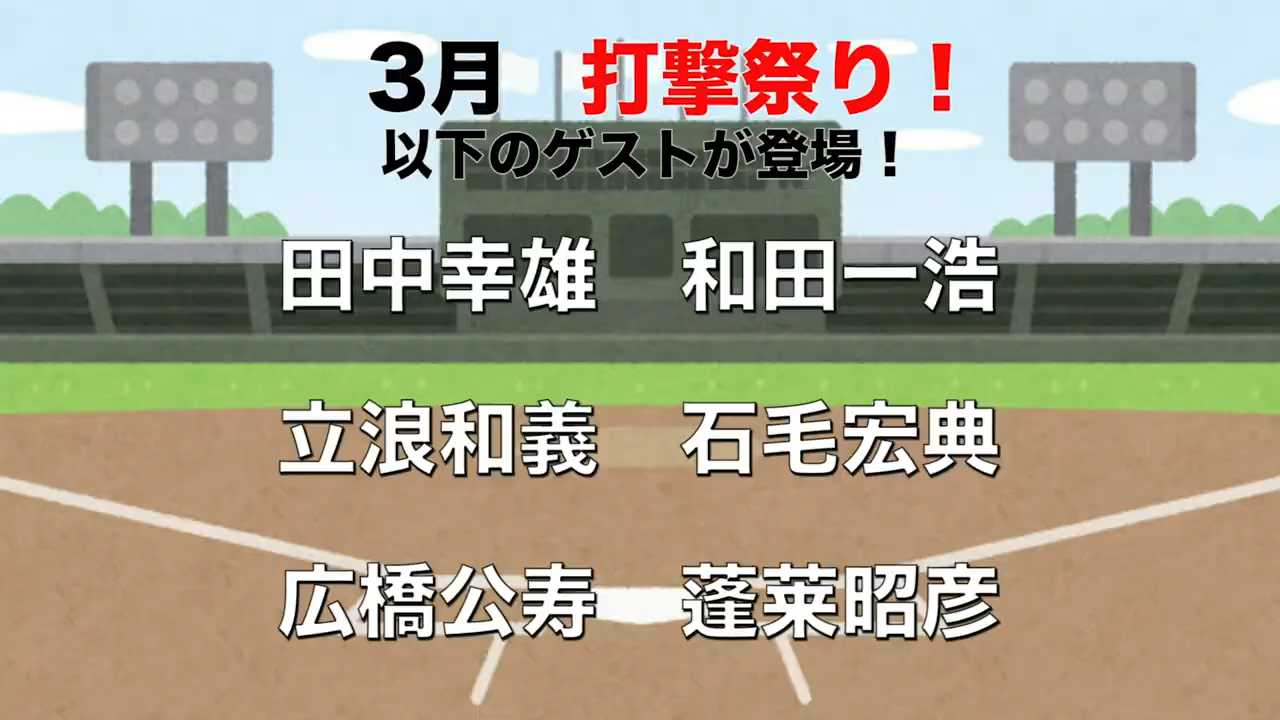 3月 打撃祭り！
以下のゲストが登場！
田中幸雄 和田一浩
立浪和義 石毛宏典
広橋公寿 蓬莱昭彦